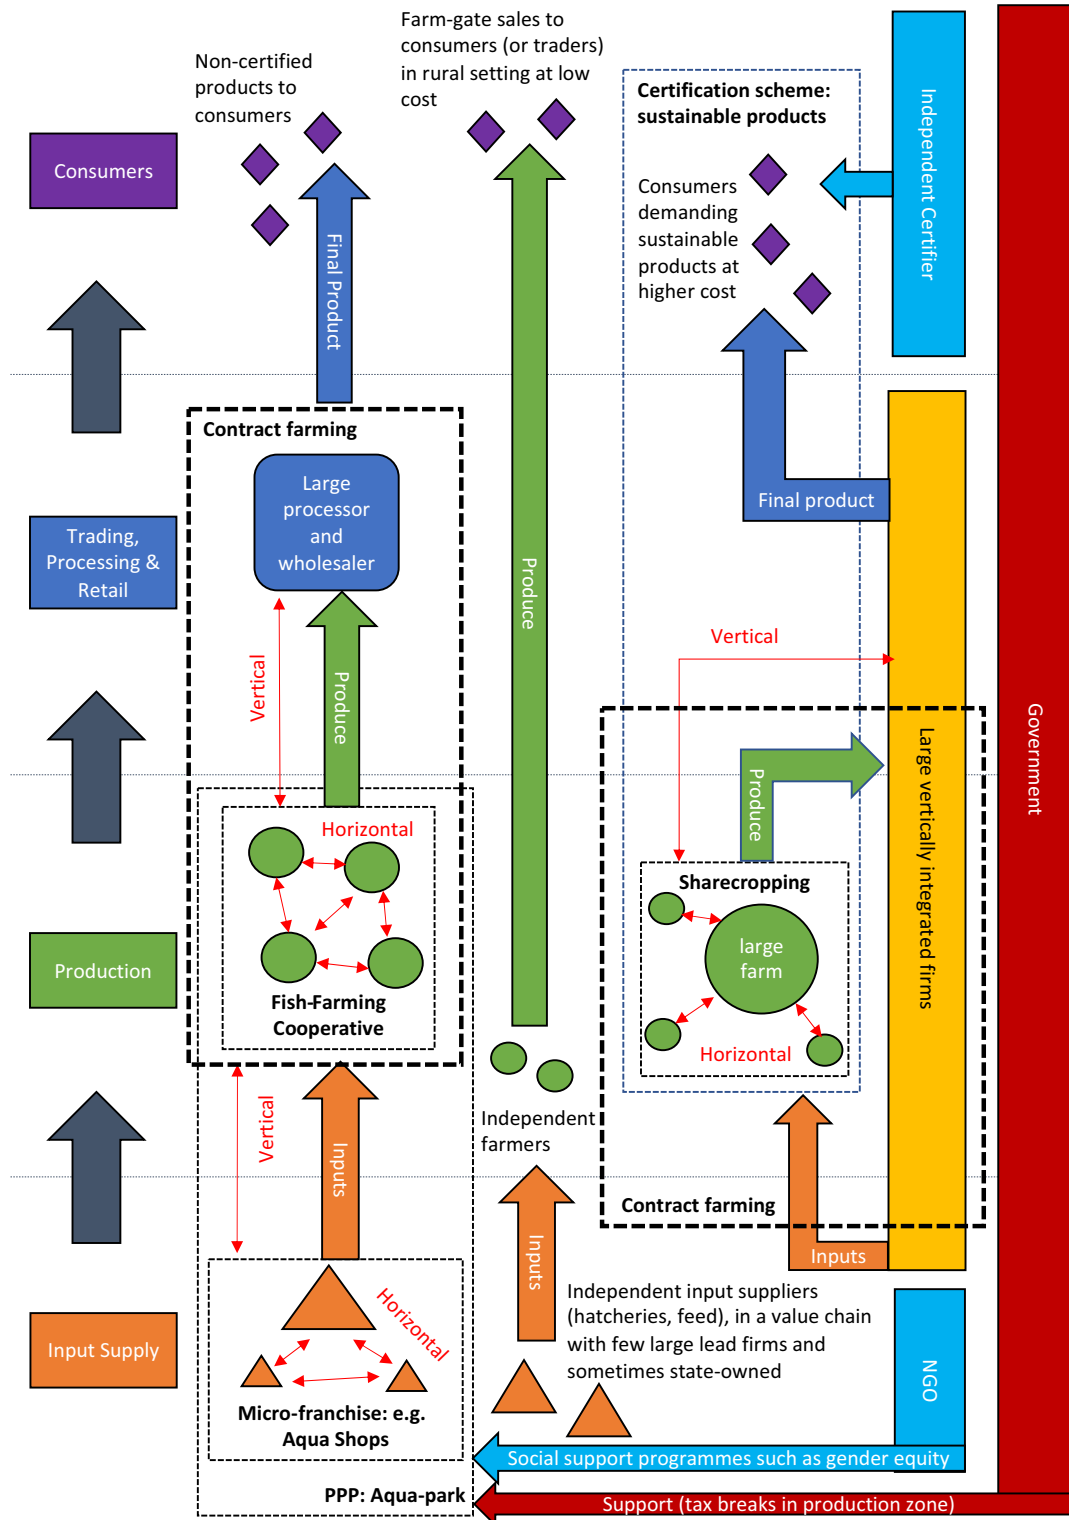 Farm-gate sales to
consumers (or traders)
in rural setting at low
cost
Non-certified
products to
consumers
Certification scheme:
sustainable products
Independent Certifier
Consumers
Consumers
demanding
sustainable
products at
higher cost
Final Product
Contract farming
Large
processor
and
wholesaler
Final product
Trading,
Processing &
Retail
Produce
Vertical
Vertical
Produce
Government
Large vertically integrated
firms
Produce
Horizontal
Sharecropping
large
farm
Production
Fish-Farming
Cooperative
Horizontal
Independent
farmers
Vertical
Inputs
Contract farming
Inputs
Inputs
Independent input suppliers
(hatcheries, feed), in a value chain
with few large lead firms and
sometimes state-owned
Horizontal
Input Supply
NGO
Micro-franchise: e.g.
Aqua Shops
Social support programmes such as gender equity
PPP: Aqua-park
Support (tax breaks in production zone)